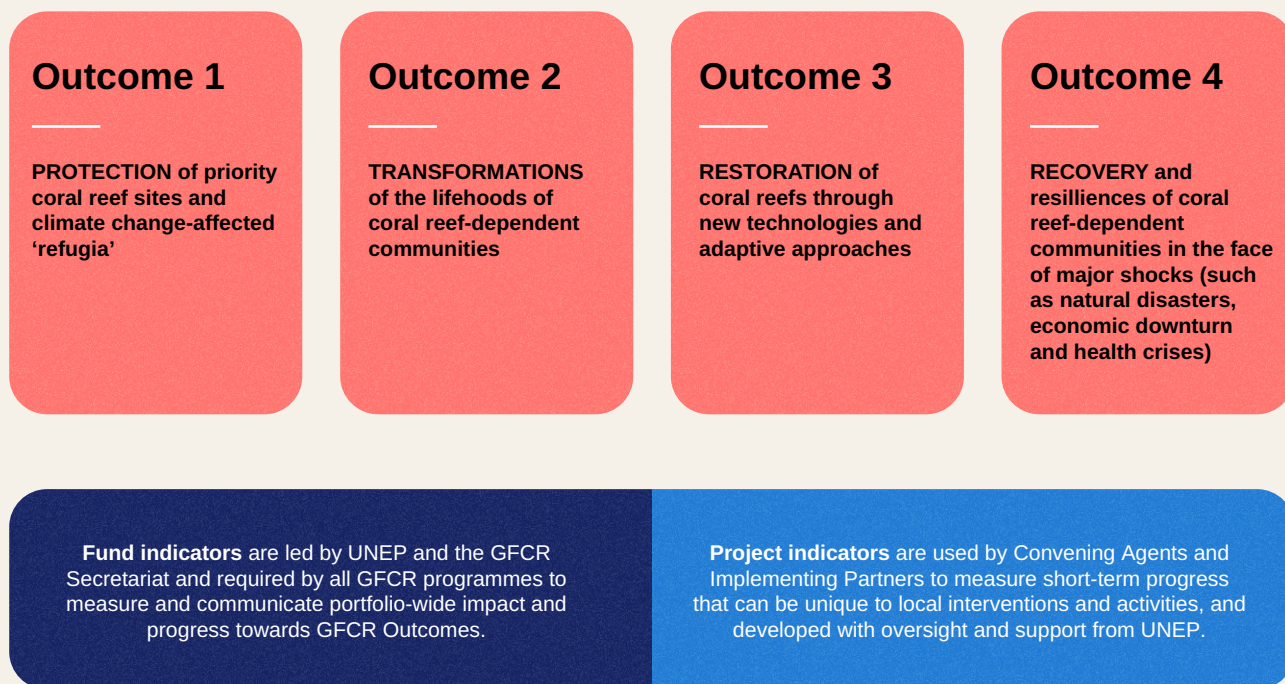 Outcome 1
PROTECTION of priority
coral reef sites and
climate change-affected
‘refugia’
Outcome 2
TRANSFORMATIONS
of the lifehoods of
coral reef-dependent
communities
Outcome 3
RESTORATION of
coral reefs through
new technologies and
adaptive approaches
Outcome 4
RECOVERY and
resilliences of coral
reef-dependent
communities in the face
of major shocks (such
as natural disasters,
economic downturn
and health crises)
Fund indicators are led by UNEP and the GFCR
Secretariat and required by all GFCR programmes to
measure and communicate portfolio-wide impact and
progress towards GFCR Outcomes.
Project indicators are used by Convening Agents and
Implementing Partners to measure short-term progress
that can be unique to local interventions and activities, and
developed with oversight and support from UNEP.